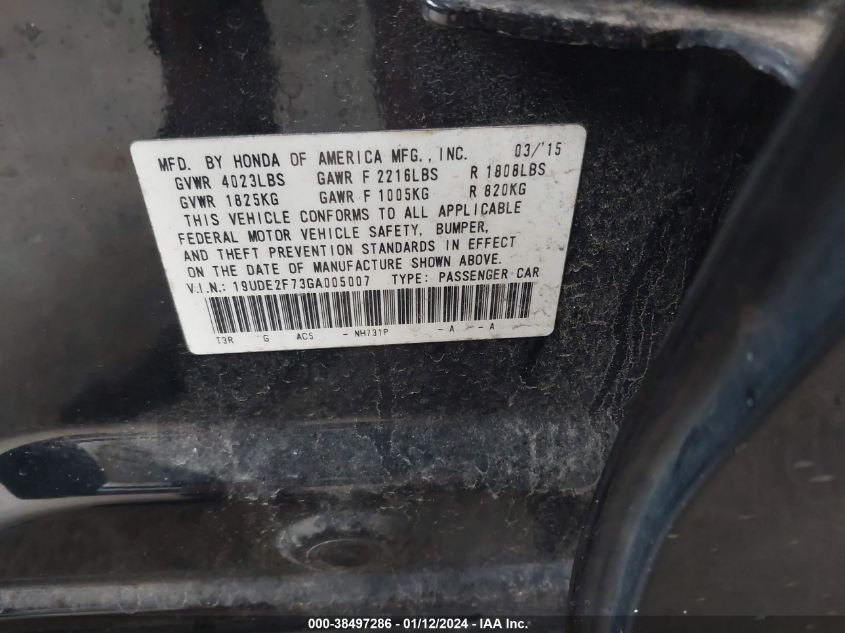 MFD. BY HONDA OF AMERICA MFG., INC. 03/'15
GVWR 4023LBS GAWR F 2216LBS R 1808LBS
GVWR 1825KG GAWR F 1005KG R 820KG
THIS VEHICLE CONFORMS TO ALL APPLICABLE
FEDERAL MOTOR VEHICLE SAFETY, BUMPER,
AND THEFT PREVENTION STANDARDS IN EFFECT
ON THE DATE OF MANUFACTURE SHOWN ABOVE.
V.I.N.: 19UDE2F73GA005007 TYPE: PASSENGER CAR
T3R G AC5 - NH731P - A - A
000-38497286 - 01/12/2024 - IAA Inc.